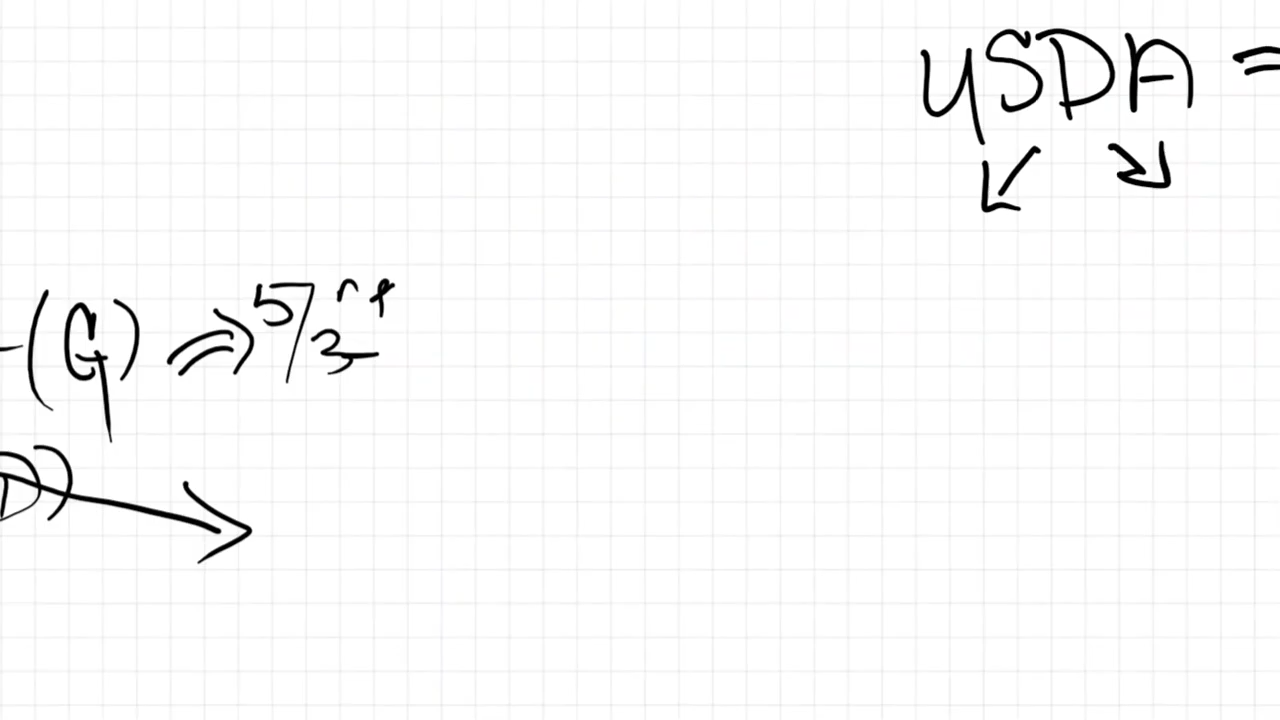 USDA =
(G) ⇒ 5/3
D)